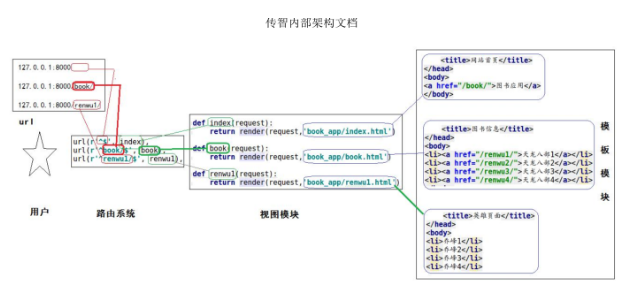 传智内部架构文档
127.0.0.1:8000
127.0.0.1:8000/book/
127.0.0.1:8000/renwu1/
url
用户
url(r'^$', index),
url(r'^book/$', book),
url(r'^renwu1/$', renwu1),
路由系统
def index(request):
return render(request,'book_app/index.html')
def book(request):
return render(request,'book_app/book.html')
def renwu1(request):
return render(request,'book_app/renwu1.html')
视图模块
<title>网站首页</title>
</head>
<body>
<a href="/book/">图书应用</a>
</body>
<title>图书信息</title>
</head>
<body>
<li><a href="/renwu1/">天龙八部1</a></li>
<li><a href="/renwu2/">天龙八部2</a></li>
<li><a href="/renwu3/">天龙八部3</a></li>
<li><a href="/renwu4/">天龙八部4</a></li>
<title>英雄页面</title>
</head>
<body>
<li>乔峰1</li>
<li>乔峰2</li>
<li>乔峰3</li>
<li>乔峰4</li>
模板模块